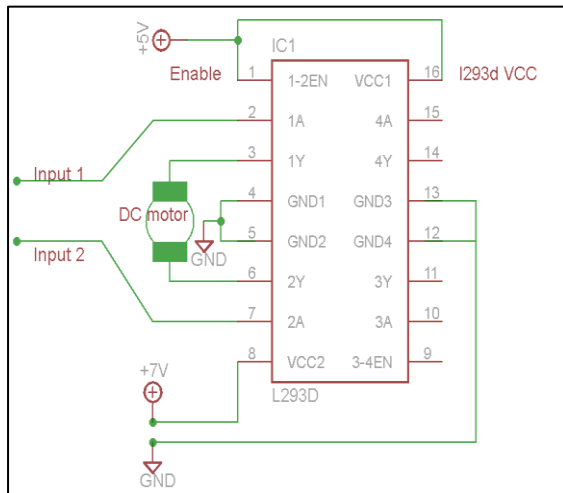 +5V
IC1
Enable
1
1-2EN
VCC1
16
l293d VCC
2
1A
4A
15
3
1Y
4Y
14
Input 1
4
GND1
GND3
13
DC motor
5
GND2
GND4
12
Input 2
GND
6
2Y
3Y
11
7
2A
3A
10
8
VCC2
3-4EN
9
+7V
L293D
GND